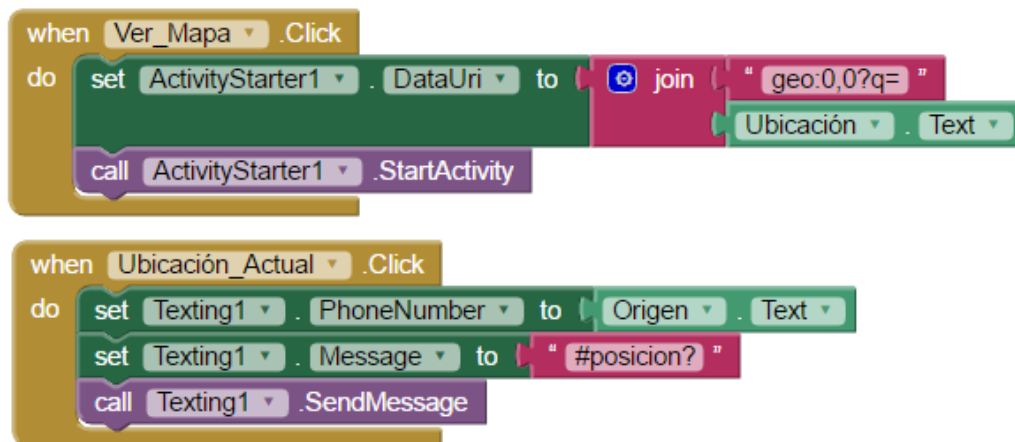 when Ver_Mapa .Click
do set ActivityStarter1 . DataUri to join " geo:0,0?q= "
Ubicación . Text
call ActivityStarter1 .StartActivity
when Ubicación_Actual .Click
do set Texting1 . PhoneNumber to Origen . Text
set Texting1 . Message to " #posicion? "
call Texting1 .SendMessage